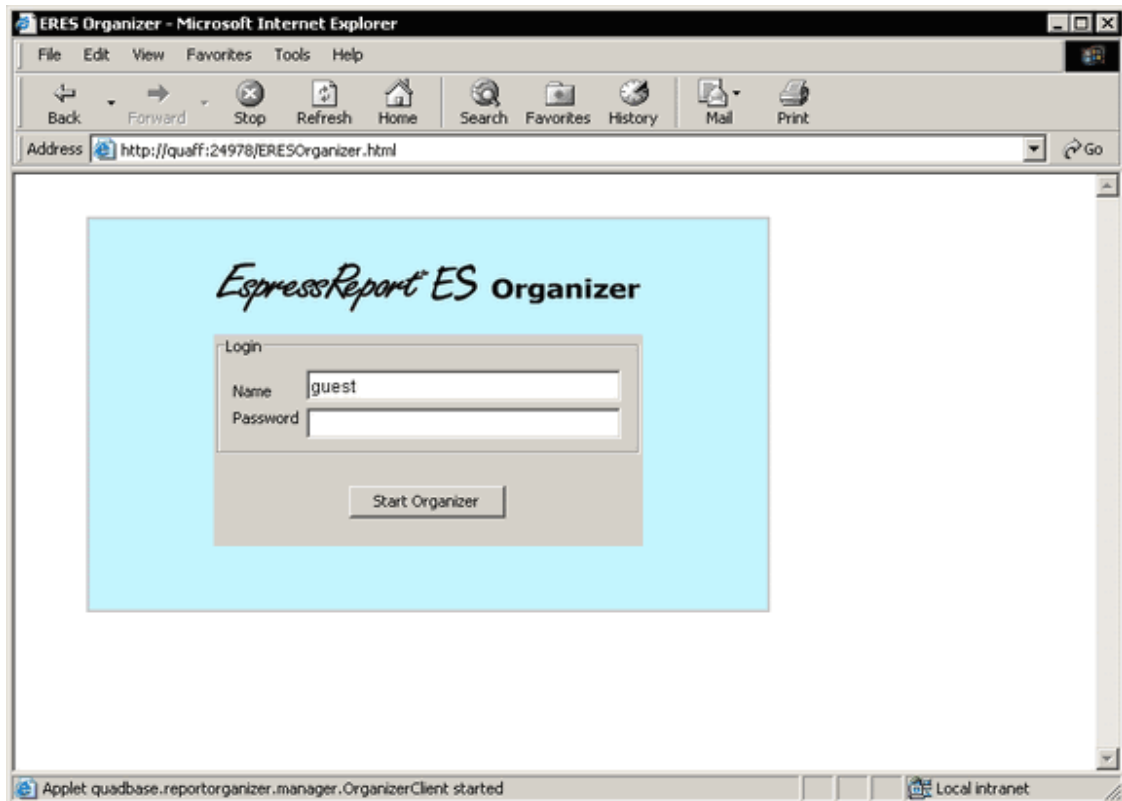 ERES Organizer - Microsoft Internet Explorer
File Edit View Favorites Tools Help
Back Forward Stop Refresh Home Search Favorites History Mail Print
Address http://quaff:24978/ERESOrganizer.html Go
EspressReport ES Organizer
Login
Name guest
Password
Start Organizer
Applet quadbase.reportorganizer.manager.OrganizerClient started Local intranet